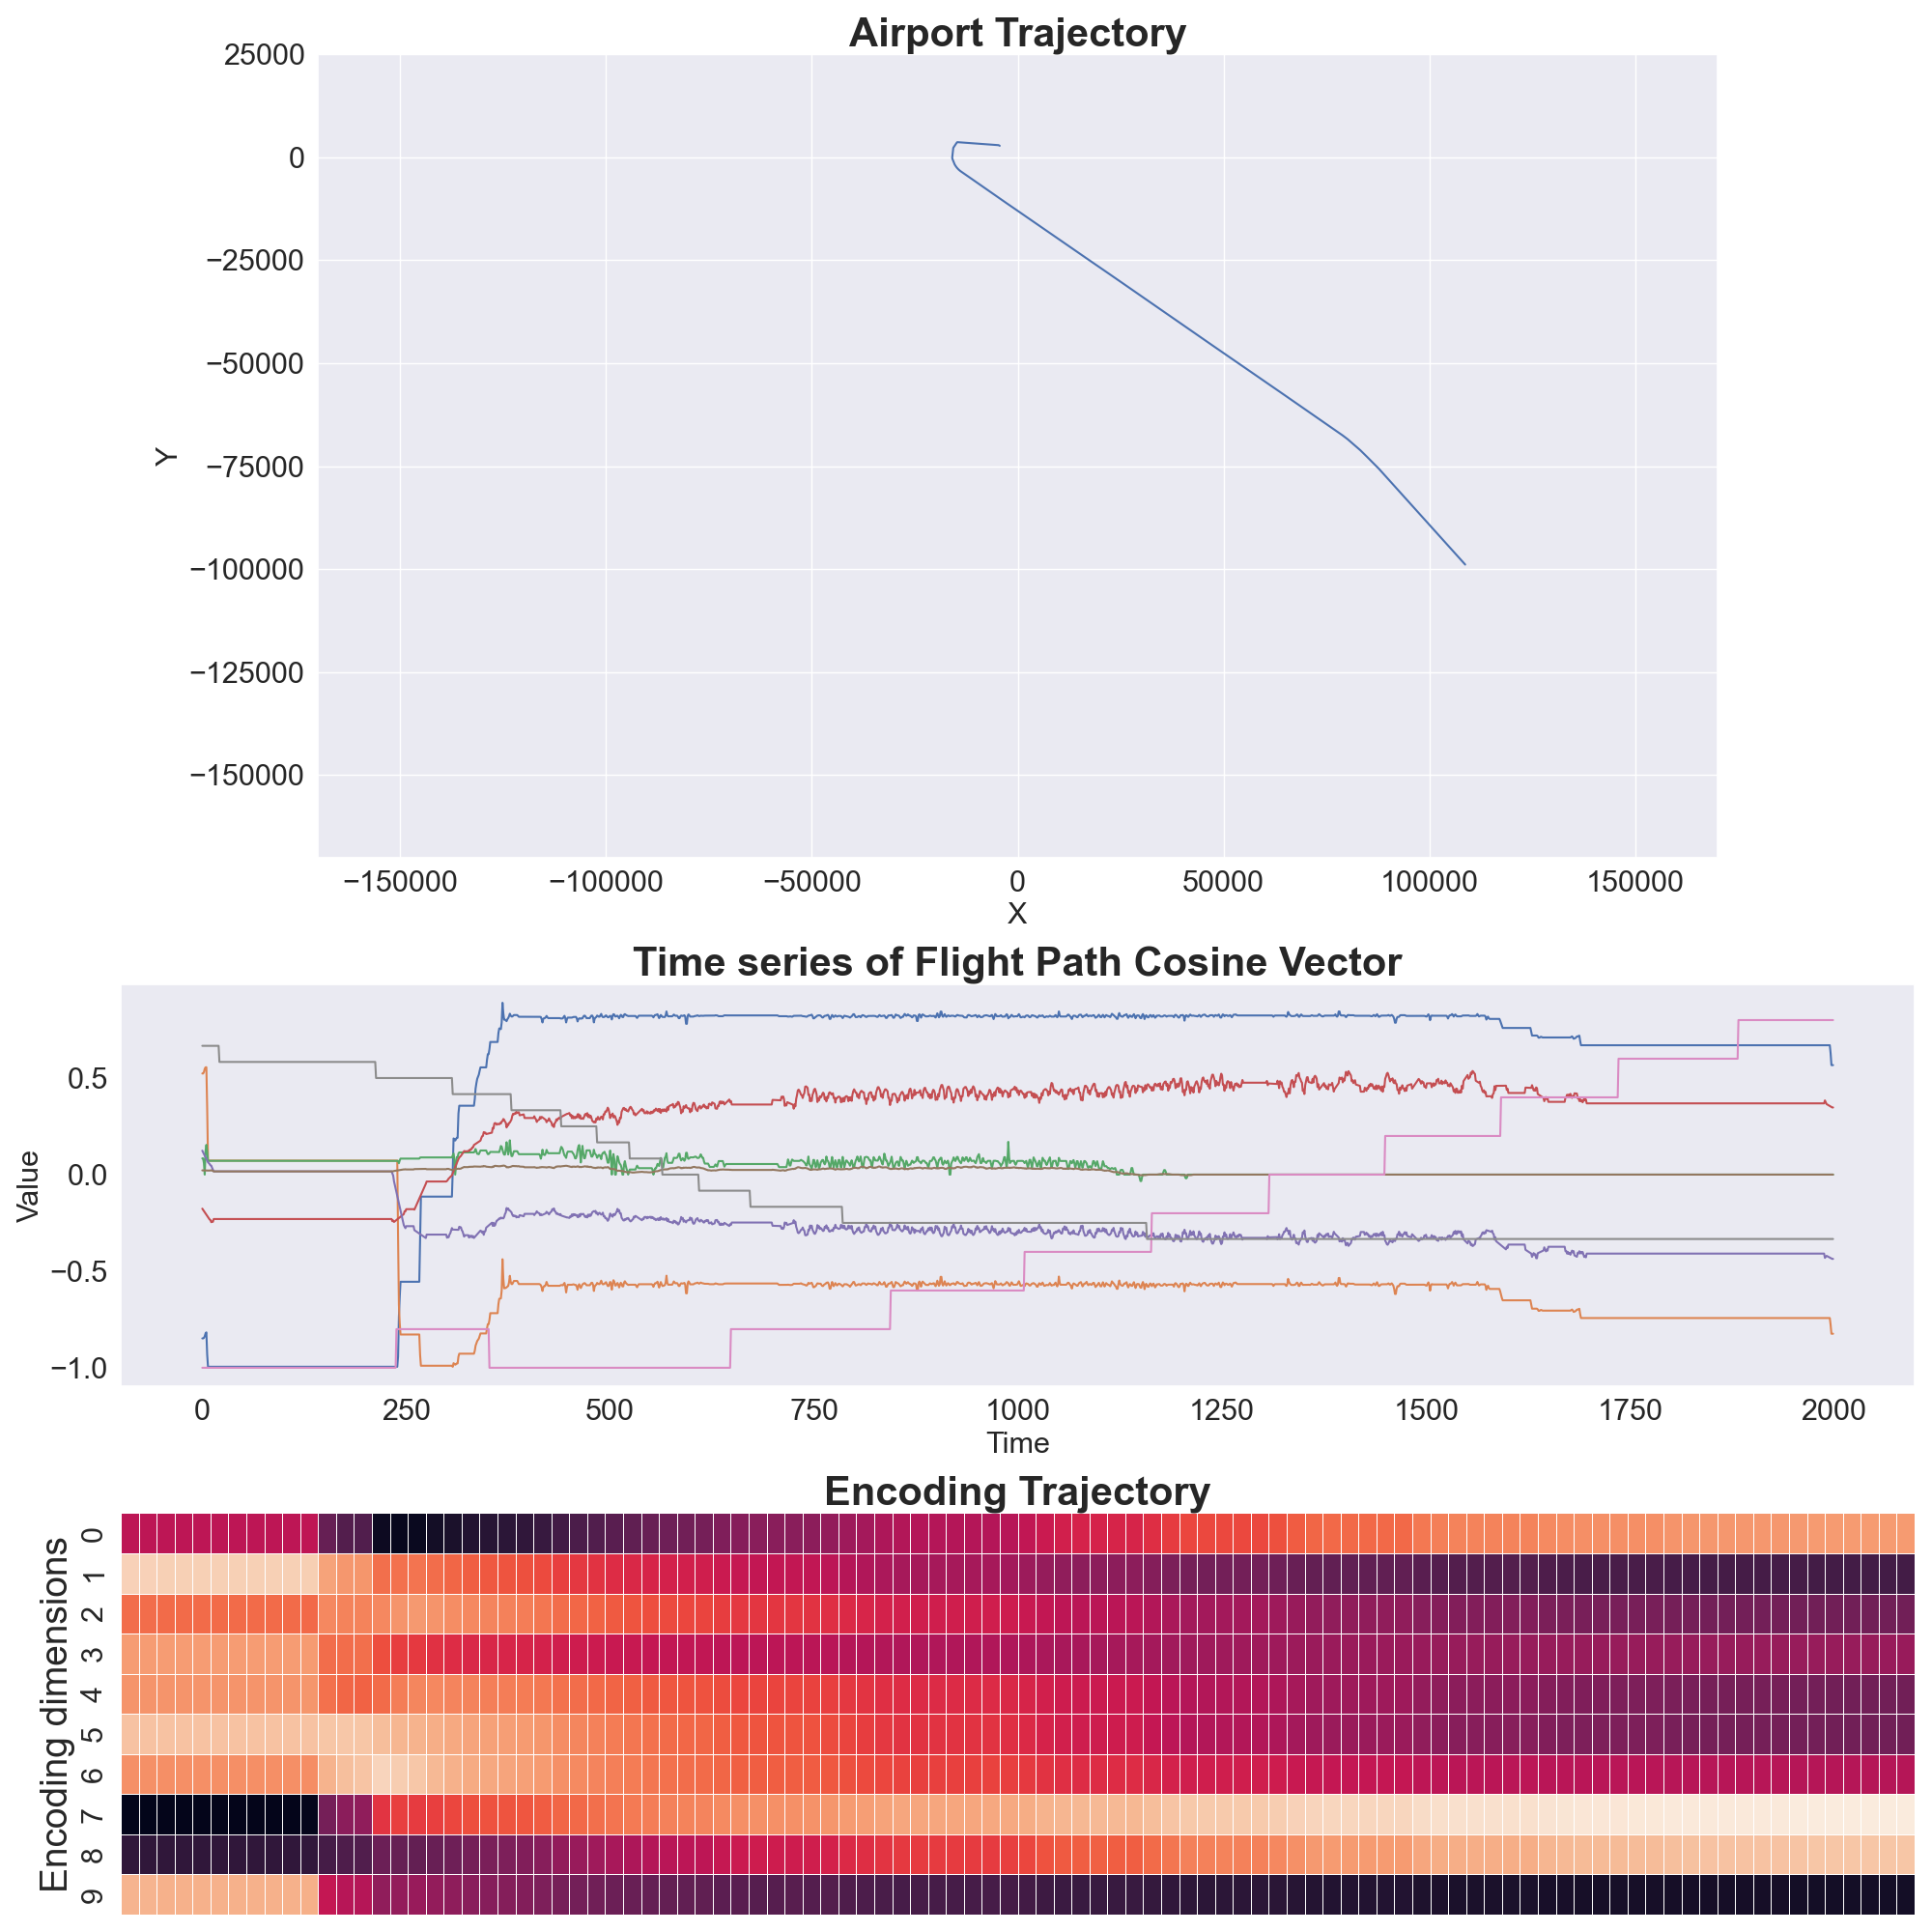 Airport Trajectory
25000
0
−25000
−50000
−75000
−100000
−125000
−150000
Y
−150000 −100000 −50000 0 50000 100000 150000
X
Time series of Flight Path Cosine Vector
0.5
0.0
−0.5
−1.0
Value
0 250 500 750 1000 1250 1500 1750 2000
Time
Encoding Trajectory
0
1
2
3
4
5
6
7
8
9
Encoding dimensions